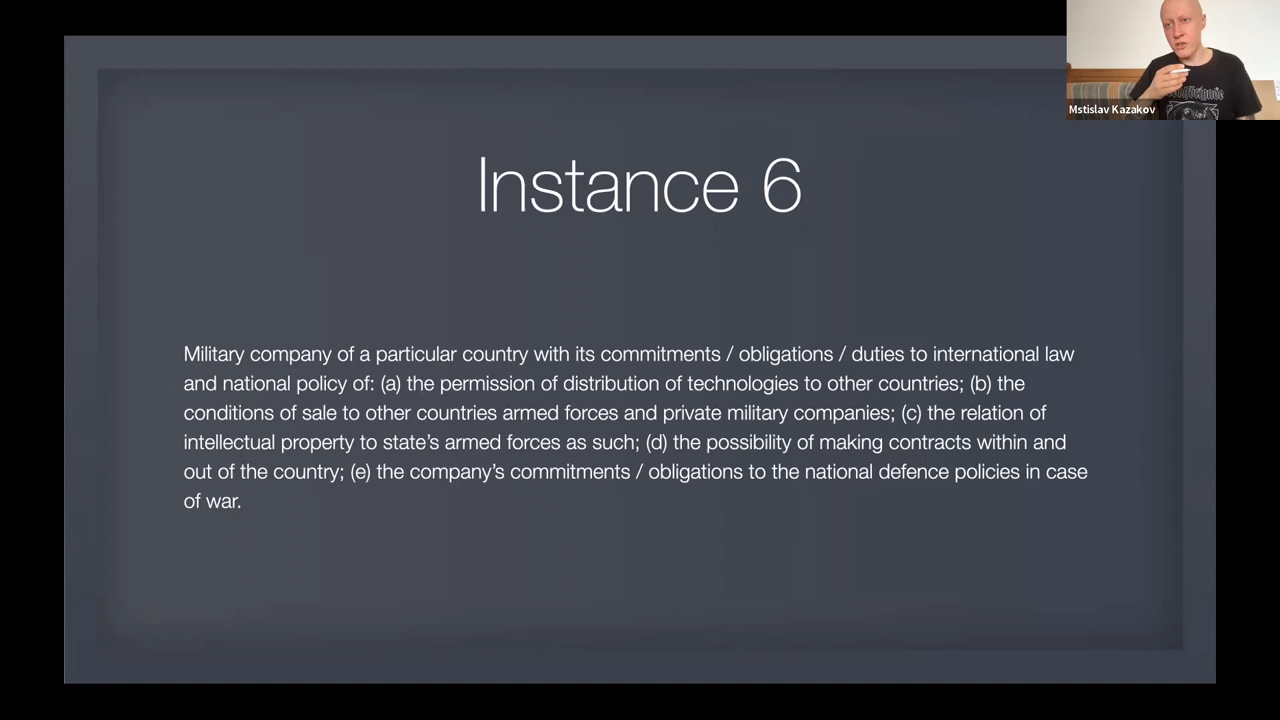 Mstislav Kazakov
Instance 6
Military company of a particular country with its commitments / obligations / duties to international law
and national policy of: (a) the permission of distribution of technologies to other countries; (b) the
conditions of sale to other countries armed forces and private military companies; (c) the relation of
intellectual property to state’s armed forces as such; (d) the possibility of making contracts within and
out of the country; (e) the company’s commitments / obligations to the national defence policies in case
of war.